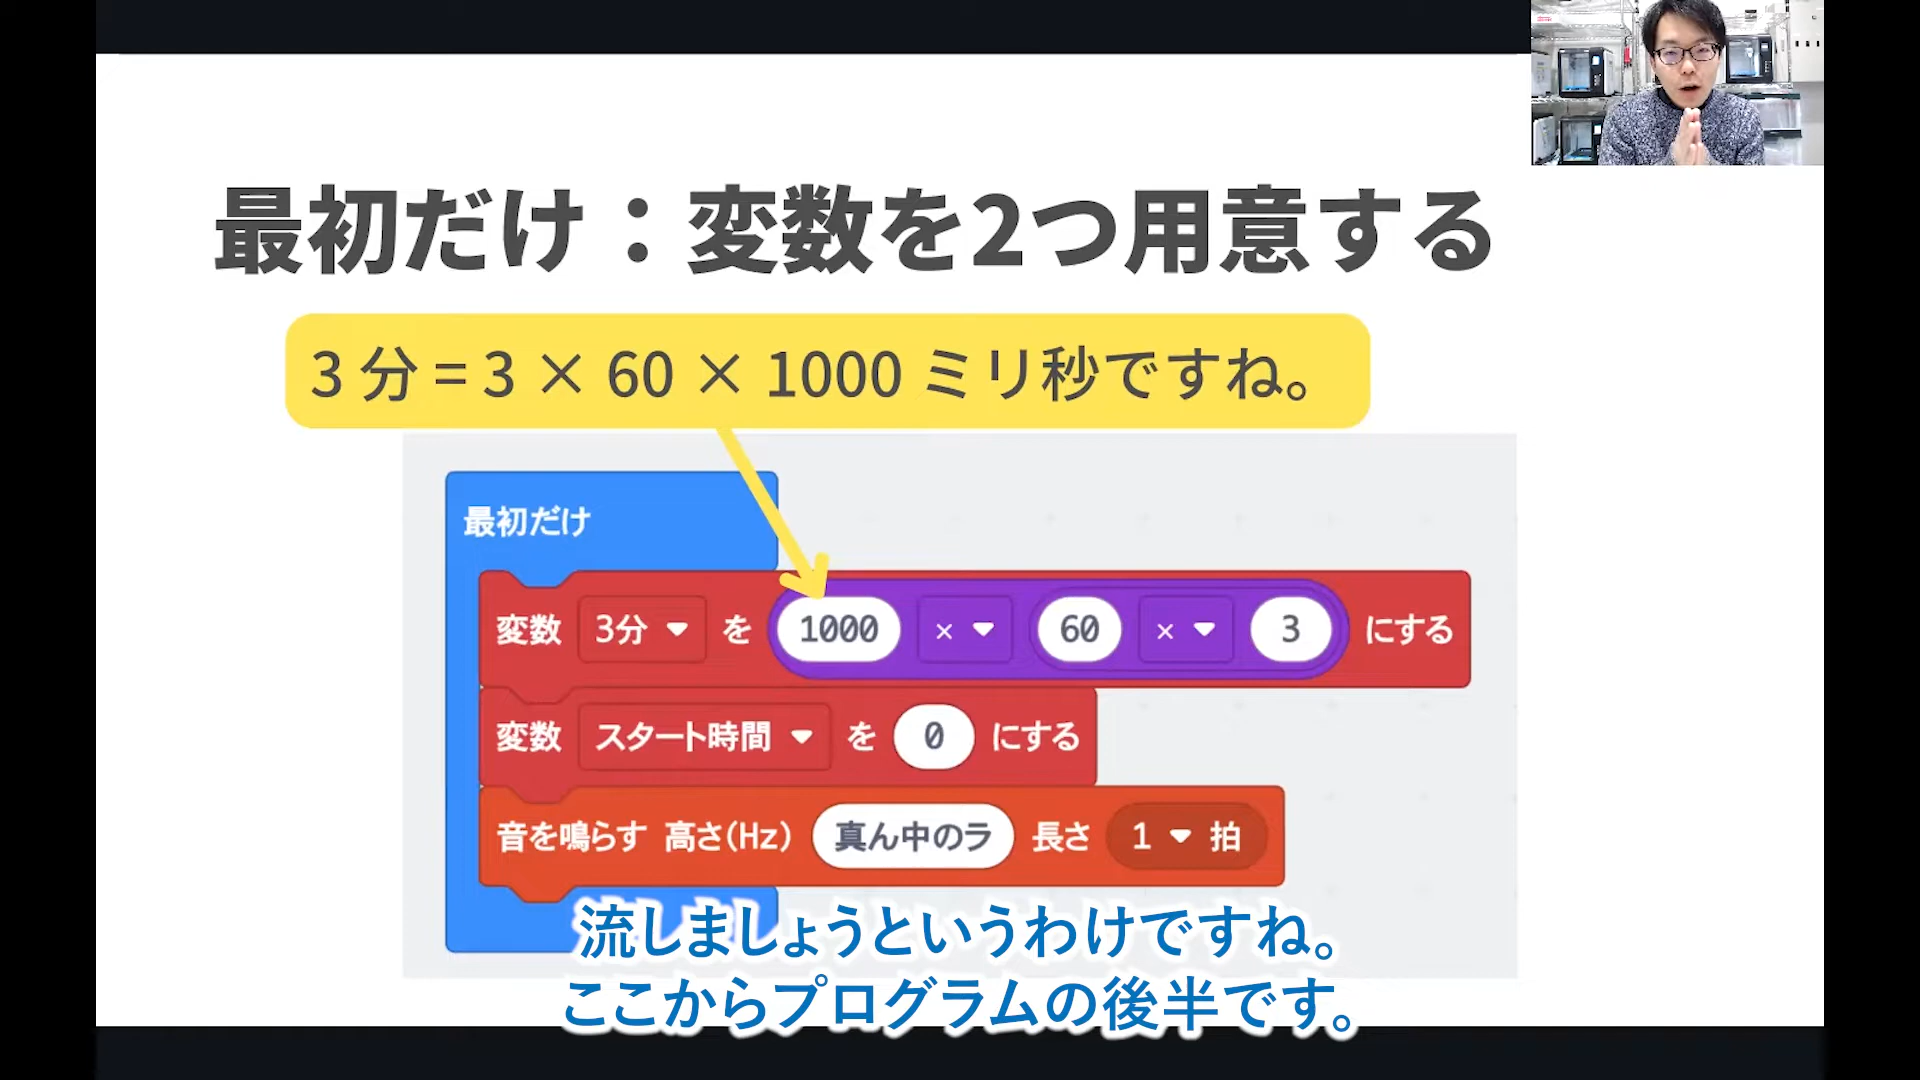 最初だけ：変数を2つ用意する
3 分 = 3 × 60 × 1000 ミリ秒ですね。
最初だけ
変数 3分 を 1000 × 60 × 3 にする
変数 スタート時間 を 0 にする
音を鳴らす 高さ(Hz) 真ん中のラ 長さ 1 拍
流しましょうというわけですね。
ここからプログラムの後半です。